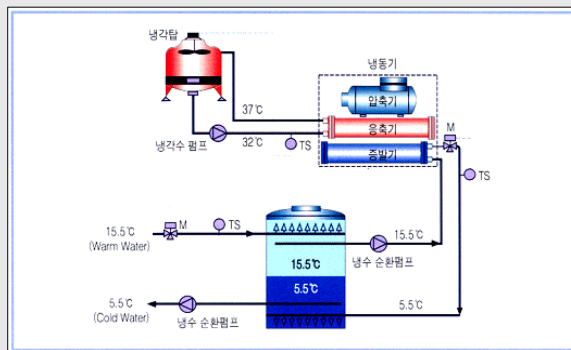 냉각탑
냉동기
압축기
37℃
응축기
M
냉각수 펌프
32℃
TS
증발기
TS
15.5℃
(Warm Water)
M
TS
15.5℃
냉수 순환펌프
15.5℃
5.5℃
5.5℃
(Cold Water)
냉수 순환펌프
5.5℃